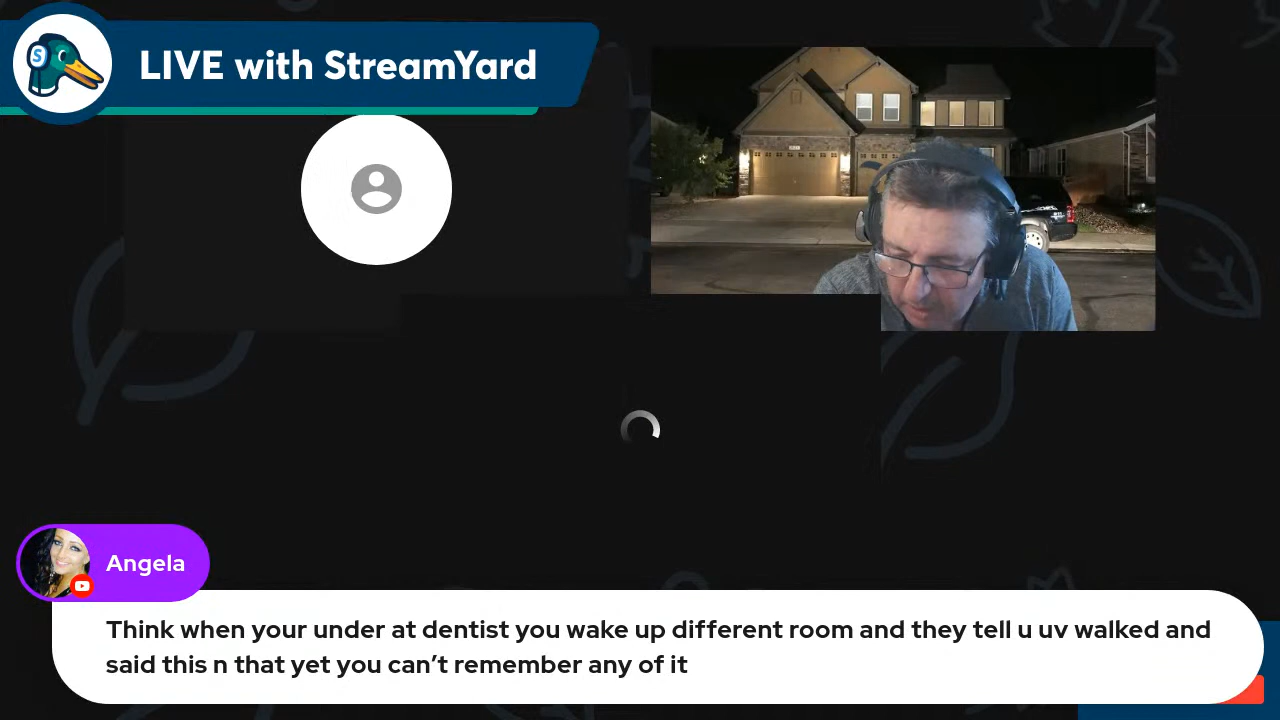 LIVE with StreamYard
S
Angela
Think when your under at dentist you wake up different room and they tell u uv walked and
said this n that yet you can’t remember any of it